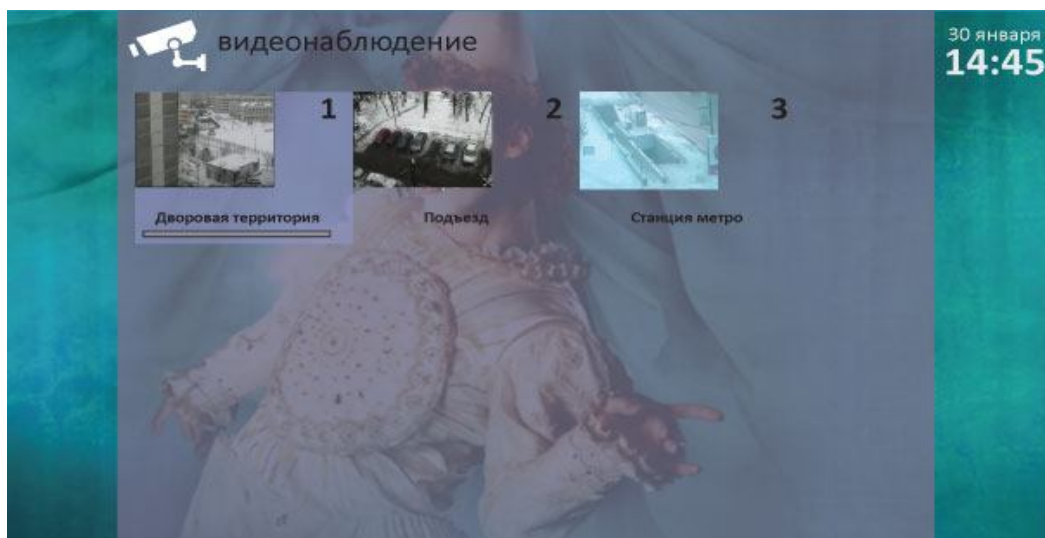 видеонаблюдение
30 января
14:45
1
2
3
Дворовая территория
Подъезд
Станция метро